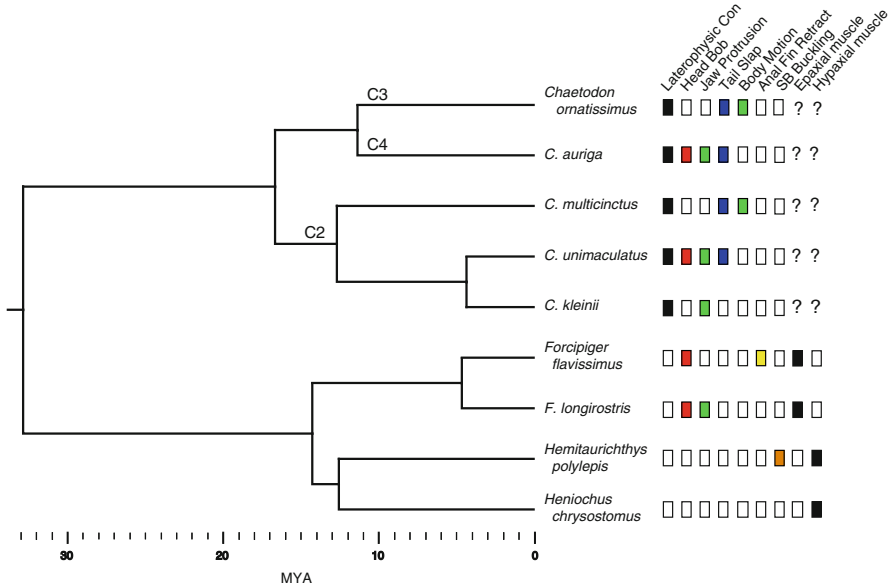 Laterophysic Con
Head Bob
Jaw Protrusion
Tail Slap
Body Motion
Anal Fin Retract
SB Buckling
Epaxial muscle
Hypaxial muscle
C3
Chaetodon
ornatissimus
? ?
C4
C. auriga
? ?
C. multicinctus
? ?
C2
C. unimaculatus
? ?
C. kleinii
? ?
Forcipiger
flavissimus
F. longirostris
Hemitaurichthys
polylepis
Heniochus
chrysostomus
30 20 10 0
MYA